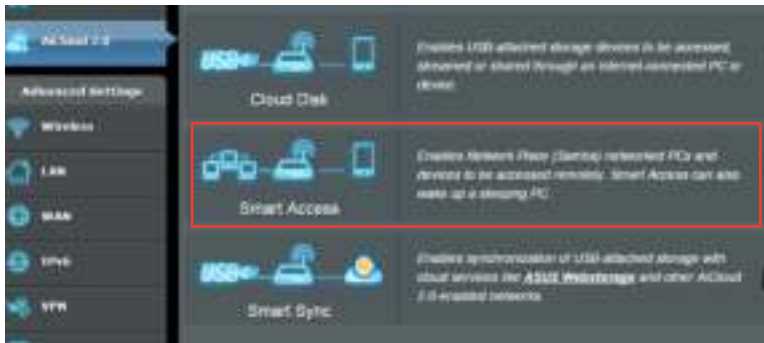 AiCloud 2.0
Advanced Settings
Wireless
LAN
WAN
IPv6
VPN
USB
Cloud Disk
Enables USB-attached storage devices to be accessed,
streamed or shared through an internet-connected PC or
device.
Smart Access
Enables Network Place (Samba) networked PCs and
devices to be accessed remotely. Smart Access can also
wake up a sleeping PC.
USB
Smart Sync
Enables synchronization of USB-attached storage with
cloud services like ASUS Webstorage and other AiCloud
2.0-enabled networks.